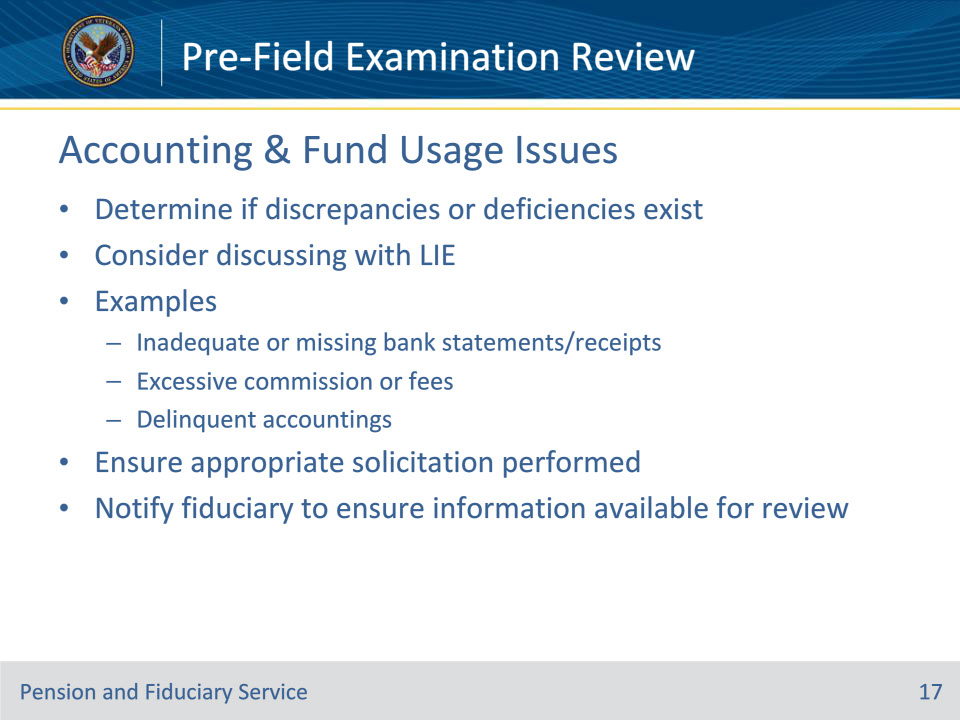 Pre-Field Examination Review
Accounting & Fund Usage Issues
• Determine if discrepancies or deficiencies exist
• Consider discussing with LIE
• Examples
– Inadequate or missing bank statements/receipts
– Excessive commission or fees
– Delinquent accountings
• Ensure appropriate solicitation performed
• Notify fiduciary to ensure information available for review
Pension and Fiduciary Service
17